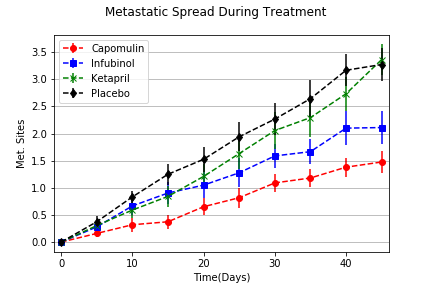 Metastatic Spread During Treatment
Capomulin
Infubinol
Ketapril
Placebo
Met. Sites
3.5
3.0
2.5
2.0
1.5
1.0
0.5
0.0
0 10 20 30 40
Time(Days)